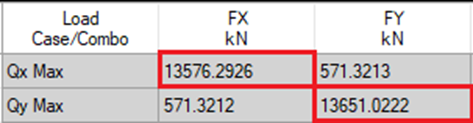 Load Case/Combo FX kN FY kN
Qx Max 13576.2926 571.3213
Qy Max 571.3212 13651.0222